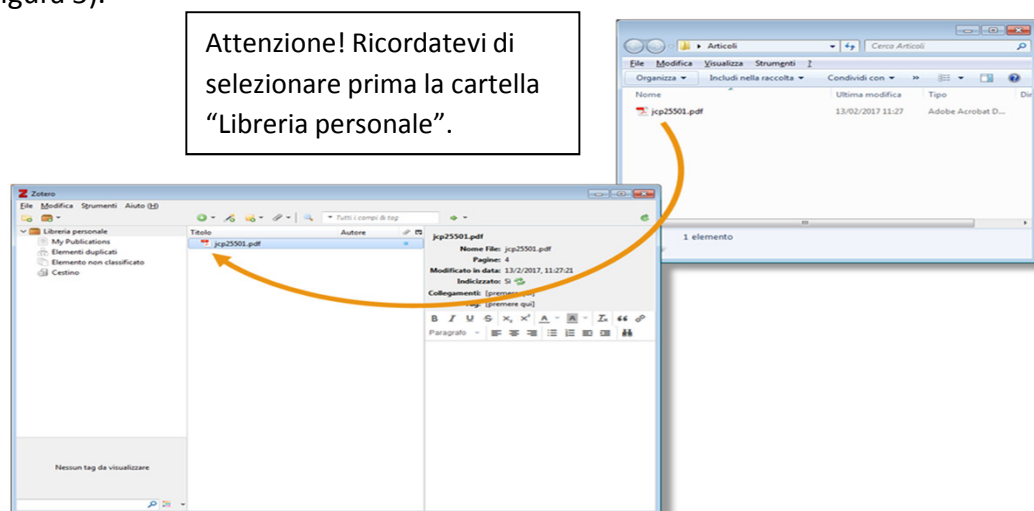 igura 5).
Attenzione! Ricordatevi di
selezionare prima la cartella
“Libreria personale”.
Articoli
Cerca Articoli
File Modifica Visualizza Strumenti ?
Organizza Includi nella raccolta Condividi con »
Nome Ultima modifica Tipo Din
jcp25501.pdf 13/02/2017 11:27 Adobe Acrobat D...
1 elemento
Zotero
File Modifica Strumenti Aiuto (H)
Tutti i campi & tag
Libreria personale
My Publications
Elementi duplicati
Elemento non classificato
Cestino
Titolo Autore
jcp25501.pdf
jcp25501.pdf
Nome File: jcp25501.pdf
Pagine: 4
Modificato in data: 13/2/2017, 11:27:21
Indicizzato: Sì
Collegamenti: [premere qui]
[premere qui]
B I U S X₂ X² A A Tx
Paragrafo
Nessun tag da visualizzare